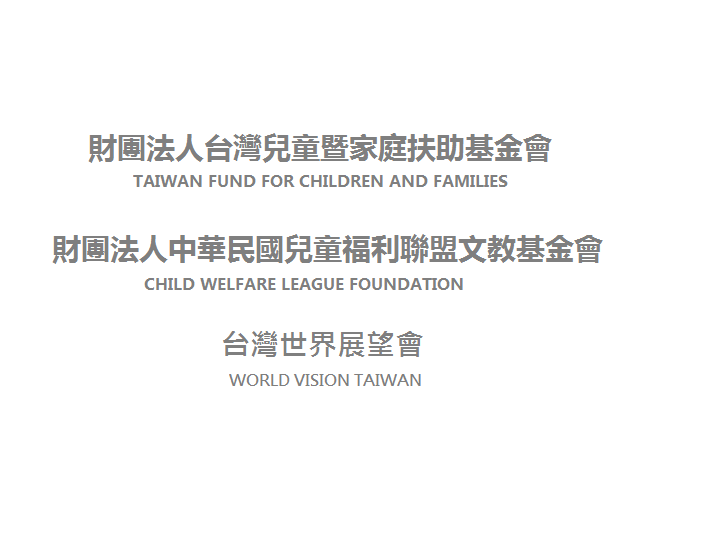 財團法人台灣兒童暨家庭扶助基金會
TAIWAN FUND FOR CHILDREN AND FAMILIES
財團法人中華民國兒童福利聯盟文教基金會
CHILD WELFARE LEAGUE FOUNDATION
台灣世界展望會
WORLD VISION TAIWAN